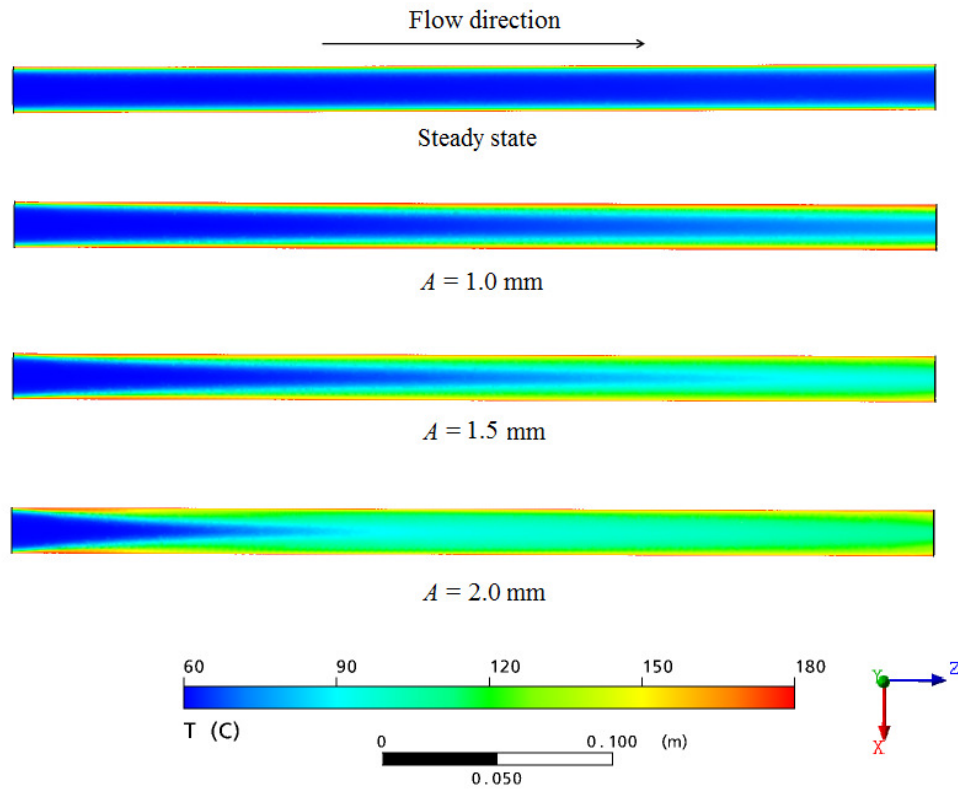 Flow direction
Steady state
A = 1.0 mm
A = 1.5 mm
A = 2.0 mm
60 90 120 150 180
T (C)
0 0.100 (m)
0.050
Y Z
X